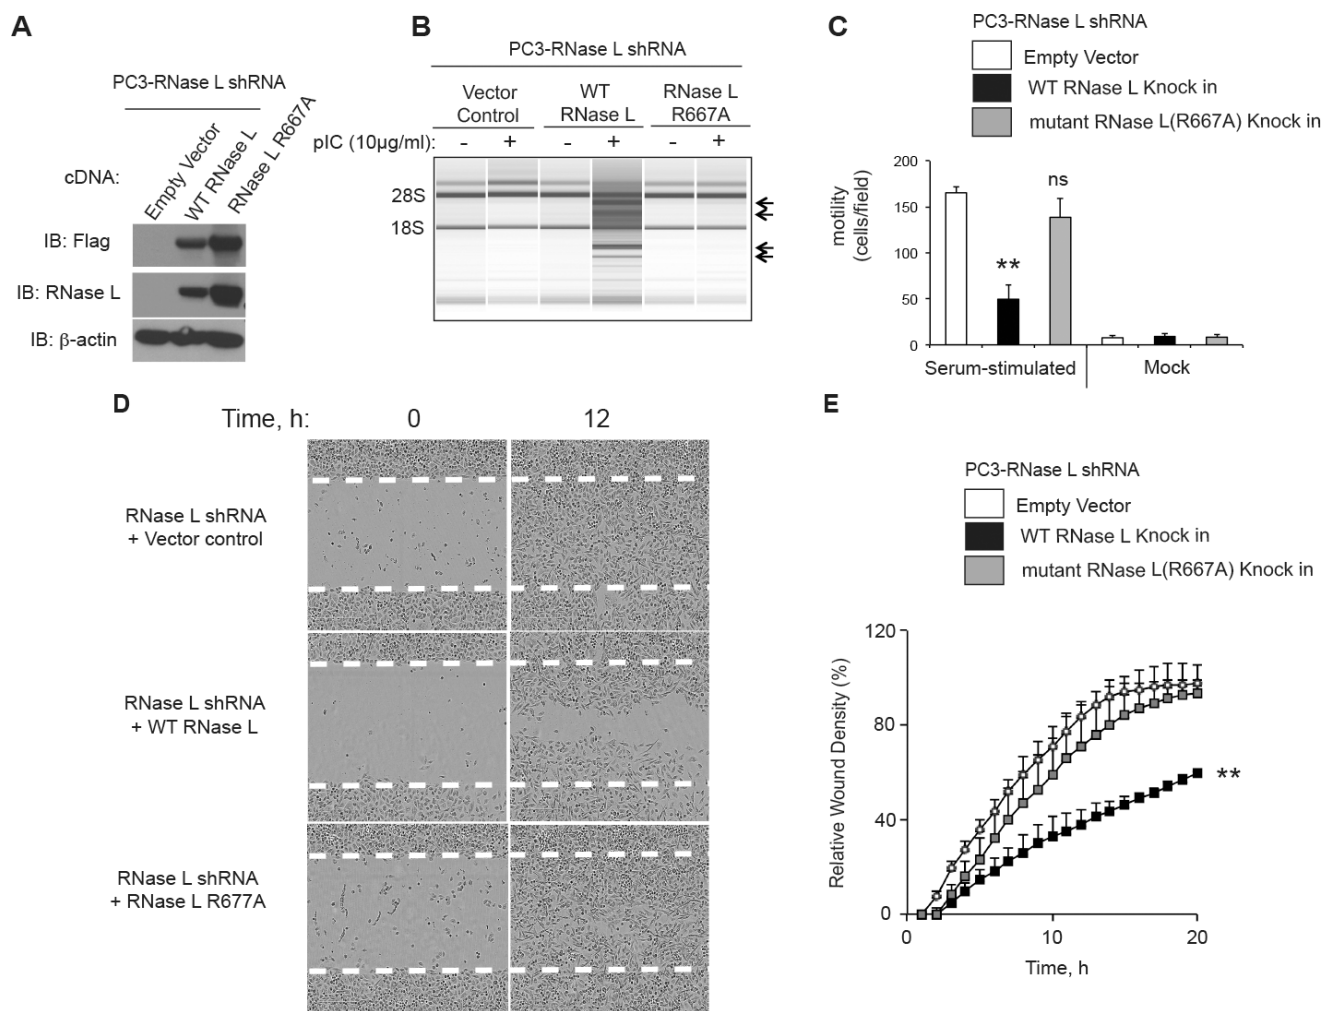 A
PC3-RNase L shRNA
cDNA:
Empty Vector
WT RNase L
RNase L R667A
IB: Flag
IB: RNase L
IB: β-actin
B
PC3-RNase L shRNA
Vector
Control
WT
RNase L
RNase L
R667A
pIC (10µg/ml):
- + - + - +
28S
18S
C
PC3-RNase L shRNA
Empty Vector
WT RNase L Knock in
mutant RNase L(R667A) Knock in
motility
(cells/field)
200
150
100
50
0
**
ns
Serum-stimulated
Mock
D
Time, h: 0 12
RNase L shRNA
+ Vector control
RNase L shRNA
+ WT RNase L
RNase L shRNA
+ RNase L R677A
E
PC3-RNase L shRNA
Empty Vector
WT RNase L Knock in
mutant RNase L(R667A) Knock in
Relative Wound Density (%)
120
80
40
0
**
0 10 20
Time, h